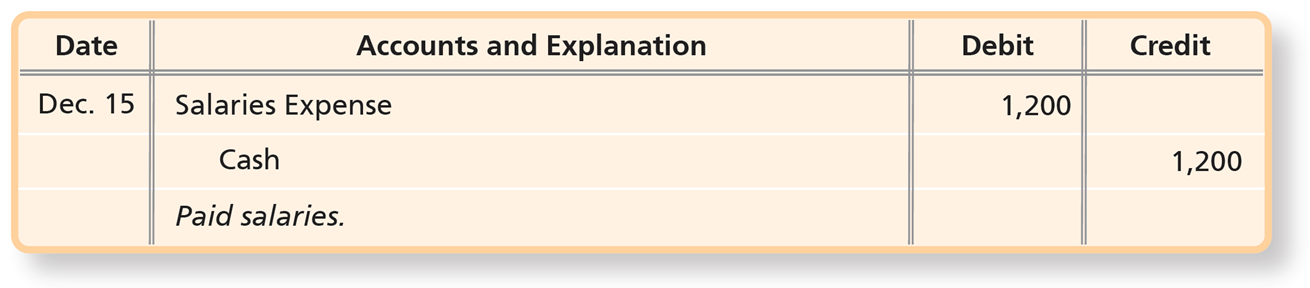 Date Accounts and Explanation Debit Credit
Dec. 15 Salaries Expense 1,200
Cash 1,200
Paid salaries.